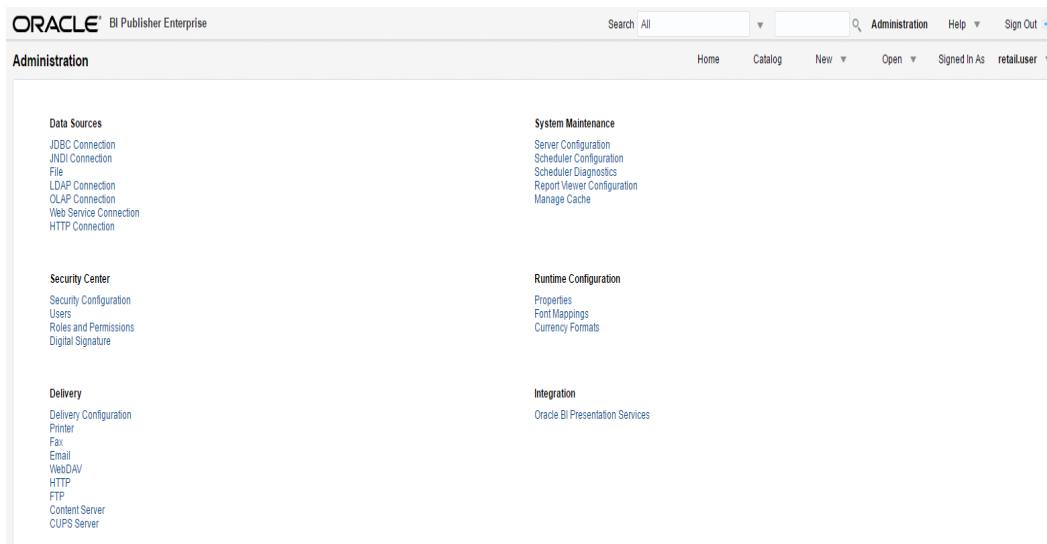 ORACLE BI Publisher Enterprise Search All Administration Help Sign Out
Administration Home Catalog New Open Signed In As retail.user
Data Sources
JDBC Connection
JNDI Connection
File
LDAP Connection
OLAP Connection
Web Service Connection
HTTP Connection
System Maintenance
Server Configuration
Scheduler Configuration
Scheduler Diagnostics
Report Viewer Configuration
Manage Cache
Security Center
Security Configuration
Users
Roles and Permissions
Digital Signature
Runtime Configuration
Properties
Font Mappings
Currency Formats
Delivery
Delivery Configuration
Printer
Fax
Email
WebDAV
HTTP
FTP
Content Server
CUPS Server
Integration
Oracle BI Presentation Services